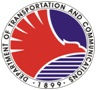 DEPARTMENT OF TRANSPORTATION AND COMMUNICATIONS
• 1899 •